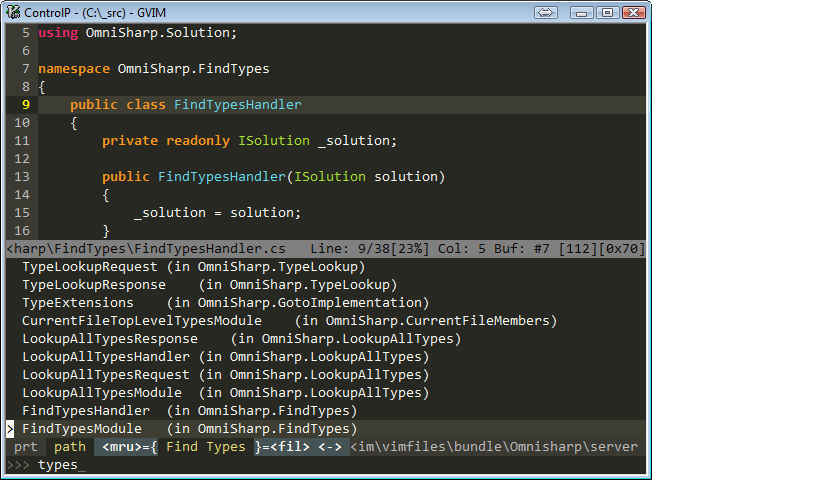 ControlP - (C:\_src) - GVIM
5 using OmniSharp.Solution;
6
7 namespace OmniSharp.FindTypes
8 {
9     public class FindTypesHandler
10     {
11         private readonly ISolution _solution;
12
13         public FindTypesHandler(ISolution solution)
14         {
15             _solution = solution;
16         }
<harp\FindTypes\FindTypesHandler.cs   Line: 9/38[23%] Col: 5 Buf: #7 [112][0x70]
TypeLookupRequest (in OmniSharp.TypeLookup)
TypeLookupResponse    (in OmniSharp.TypeLookup)
TypeExtensions    (in OmniSharp.GotoImplementation)
CurrentFileTopLevelTypesModule    (in OmniSharp.CurrentFileMembers)
LookupAllTypesResponse    (in OmniSharp.LookupAllTypes)
LookupAllTypesHandler (in OmniSharp.LookupAllTypes)
LookupAllTypesRequest (in OmniSharp.LookupAllTypes)
LookupAllTypesModule  (in OmniSharp.LookupAllTypes)
FindTypesHandler  (in OmniSharp.FindTypes)
> FindTypesModule   (in OmniSharp.FindTypes)
prt  path  <mru>={ Find Types }=<fil> <-> <im\vimfiles\bundle\Omnisharp\server
>>> types_